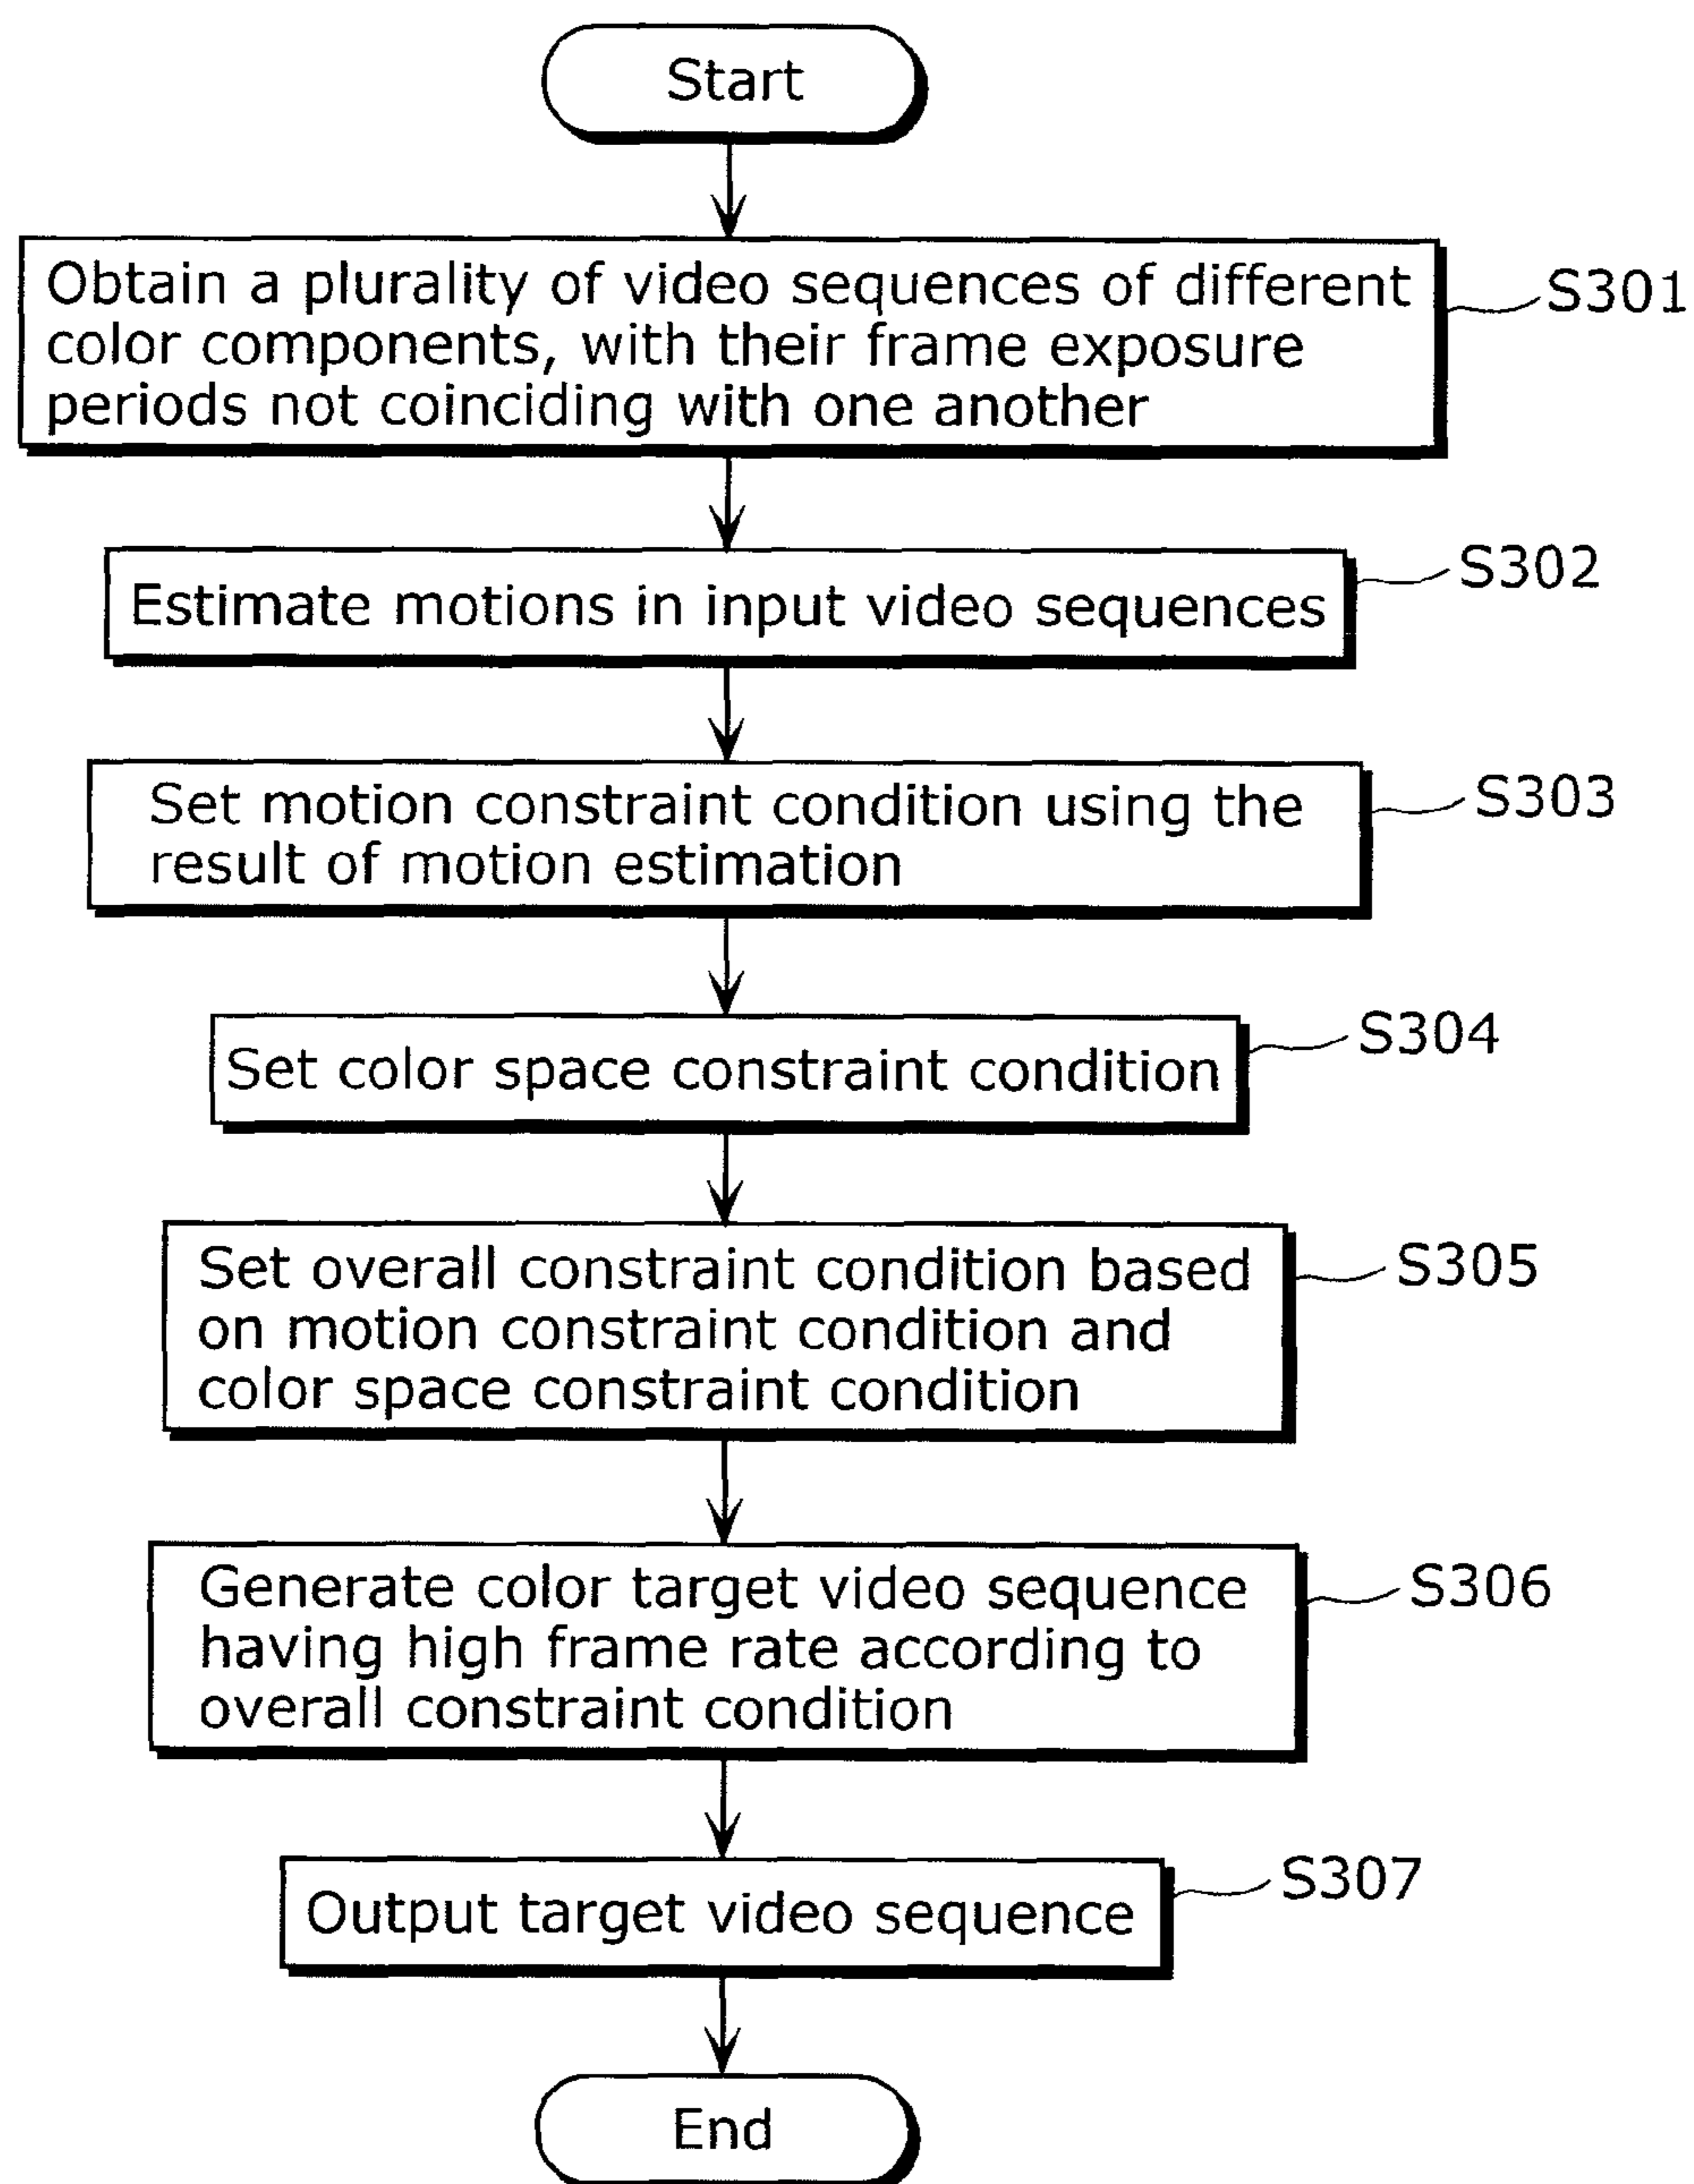 Start
Obtain a plurality of video sequences of different
color components, with their frame exposure
periods not coinciding with one another
S301
Estimate motions in input video sequences
S302
Set motion constraint condition using the
result of motion estimation
S303
Set color space constraint condition
S304
Set overall constraint condition based
on motion constraint condition and
color space constraint condition
S305
Generate color target video sequence
having high frame rate according to
overall constraint condition
S306
Output target video sequence
S307
End